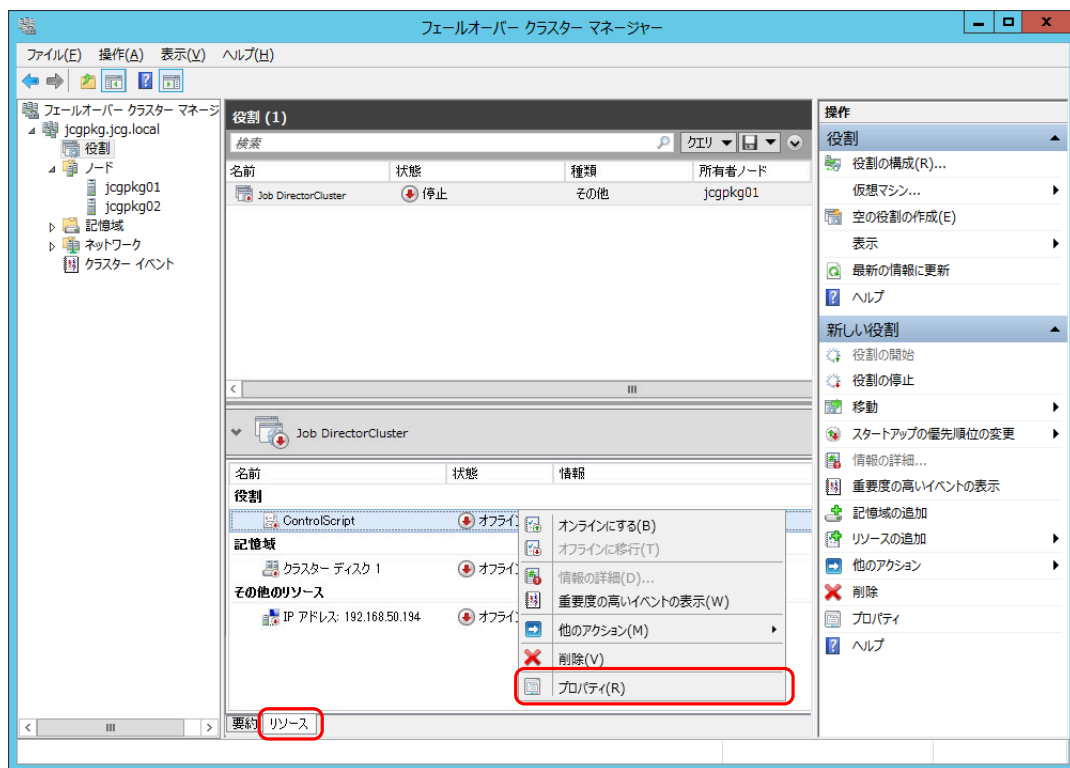 フェールオーバー クラスター マネージャー
ファイル(F) 操作(A) 表示(V) ヘルプ(H)
フェールオーバー クラスター マネージ
jcgpkg.jcg.local
役割
ノード
jcgpkg01
jcgpkg02
記憶域
ネットワーク
クラスター イベント
役割 (1)
検索 クエリ
名前 状態 種類 所有者ノード
Job DirectorCluster 停止 その他 jcgpkg01
Job DirectorCluster
名前 状態 情報
役割
ControlScript オフライ
記憶域
クラスター ディスク 1 オフライ
その他のリソース
IP アドレス: 192.168.50.194 オフライ
オンラインにする(B)
オフラインに移行(T)
情報の詳細(D)...
重要度の高いイベントの表示(W)
他のアクション(M)
削除(V)
プロパティ(R)
要約 リソース
操作
役割
役割の構成(R)...
仮想マシン...
空の役割の作成(E)
表示
最新の情報に更新
ヘルプ
新しい役割
役割の開始
役割の停止
移動
スタートアップの優先順位の変更
情報の詳細...
重要度の高いイベントの表示
記憶域の追加
リソースの追加
他のアクション
削除
プロパティ
ヘルプ